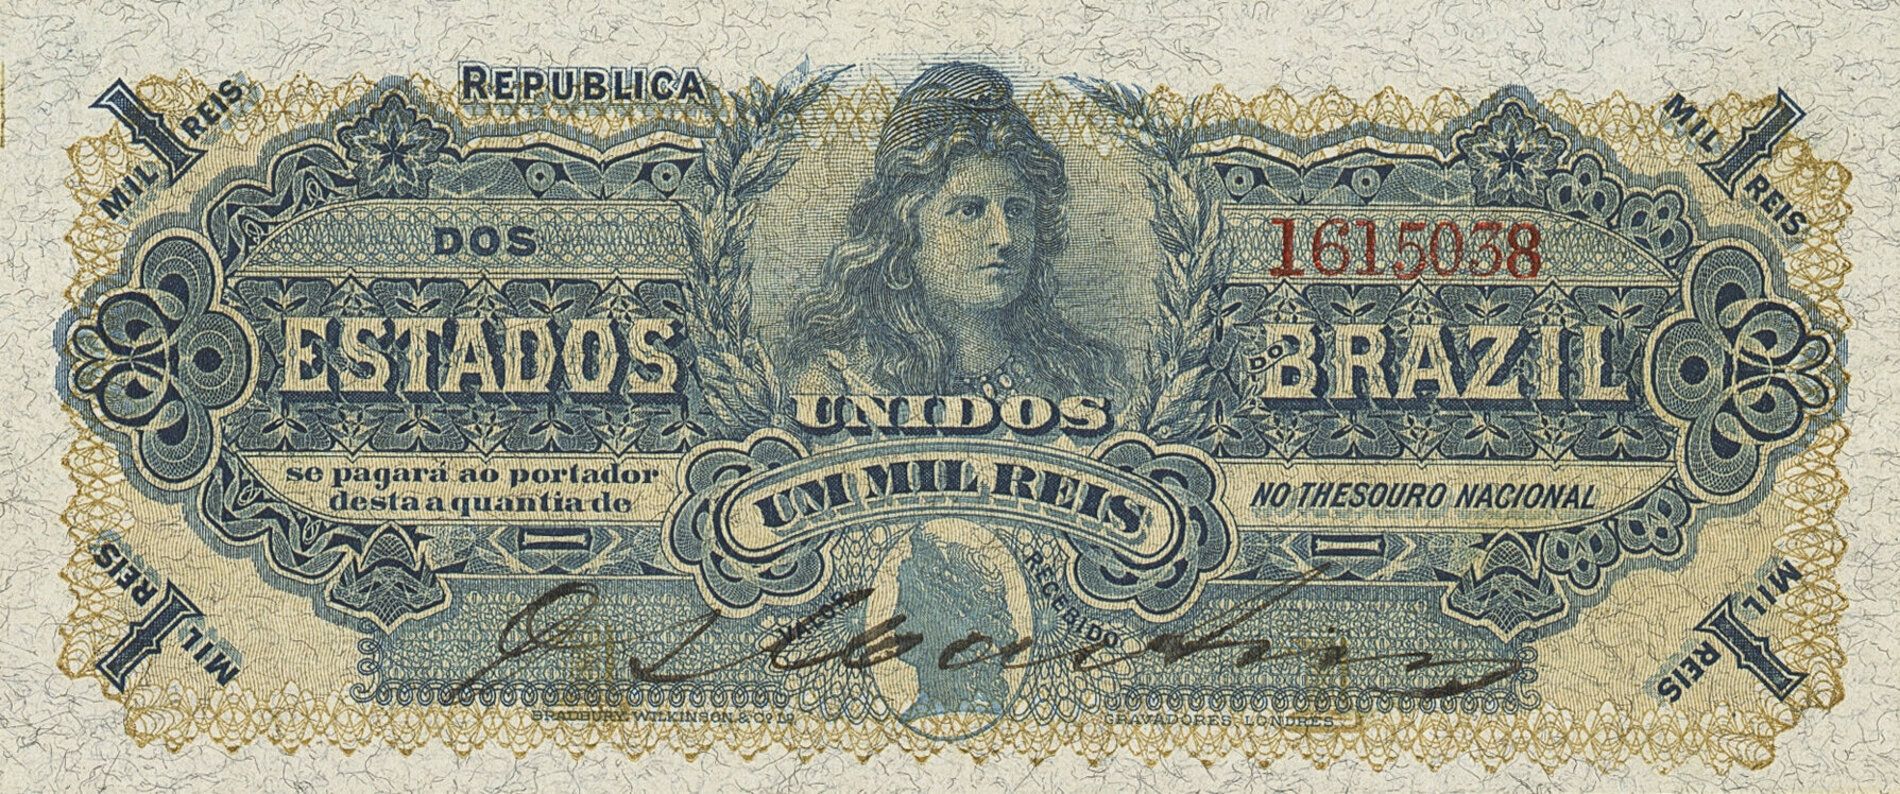 REPUBLICA
MIL 1 REIS
MIL 1 REIS
DOS
1615038
ESTADOS
UNIDOS
DO BRAZIL
se pagará ao portador
desta a quantia de
UM MIL REIS
NO THESOURO NACIONAL
VALOR RECEBIDO
MIL 1 REIS
MIL 1 REIS
BRADBURY, WILKINSON, & Cº Lᴰ
GRAVADORES, LONDRES